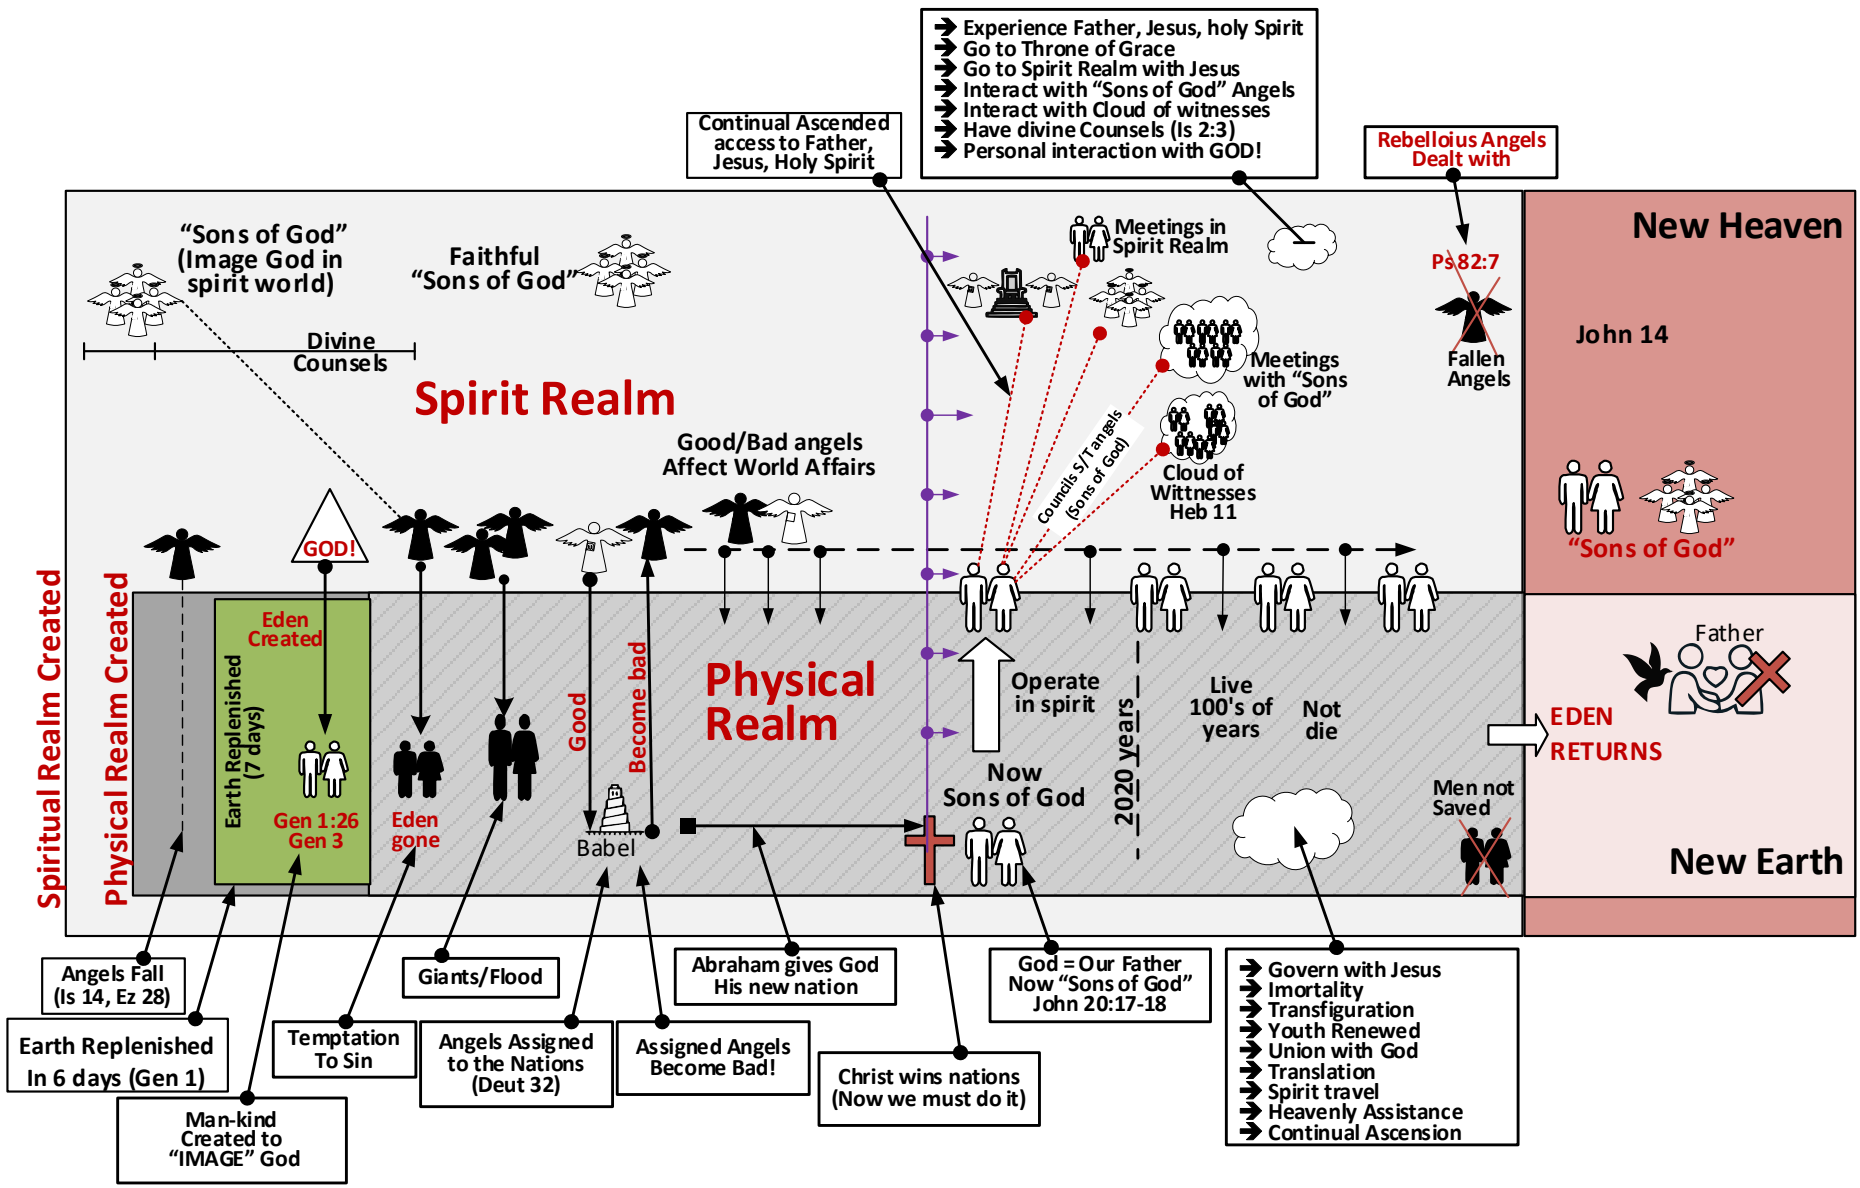 ➔ Experience Father, Jesus, holy Spirit
➔ Go to Throne of Grace
➔ Go to Spirit Realm with Jesus
➔ Interact with “Sons of God” Angels
➔ Interact with Cloud of witnesses
➔ Have divine Counsels (Is 2:3)
➔ Personal interaction with GOD!
Continual Ascended
access to Father,
Jesus, Holy Spirit
Rebelloius Angels
Dealt with
“Sons of God”
(Image God in
spirit world)
Faithful
“Sons of God”
Divine
Counsels
Spirit Realm
Good/Bad angels
Affect World Affairs
Meetings in
Spirit Realm
Meetings
with “Sons
of God”
Cloud of
Wittnesses
Heb 11
Councils S/T angels
(Sons of God)
Ps 82:7
Fallen
Angels
New Heaven
John 14
“Sons of God”
Spiritual Realm Created
Physical Realm Created
GOD!
Eden
Created
Earth Replenished
(7 days)
Gen 1:26
Gen 3
Eden
gone
Good
Become bad
Babel
Physical
Realm
Operate
in spirit
Now
Sons of God
2020 years
Live
100's of
years
Not
die
Men not
Saved
EDEN
RETURNS
Father
New Earth
Angels Fall
(Is 14, Ez 28)
Earth Replenished
In 6 days (Gen 1)
Man-kind
Created to
“IMAGE” God
Temptation
To Sin
Giants/Flood
Angels Assigned
to the Nations
(Deut 32)
Assigned Angels
Become Bad!
Abraham gives God
His new nation
Christ wins nations
(Now we must do it)
God = Our Father
Now “Sons of God”
John 20:17-18
➔ Govern with Jesus
➔ Imortality
➔ Transfiguration
➔ Youth Renewed
➔ Union with God
➔ Translation
➔ Spirit travel
➔ Heavenly Assistance
➔ Continual Ascension